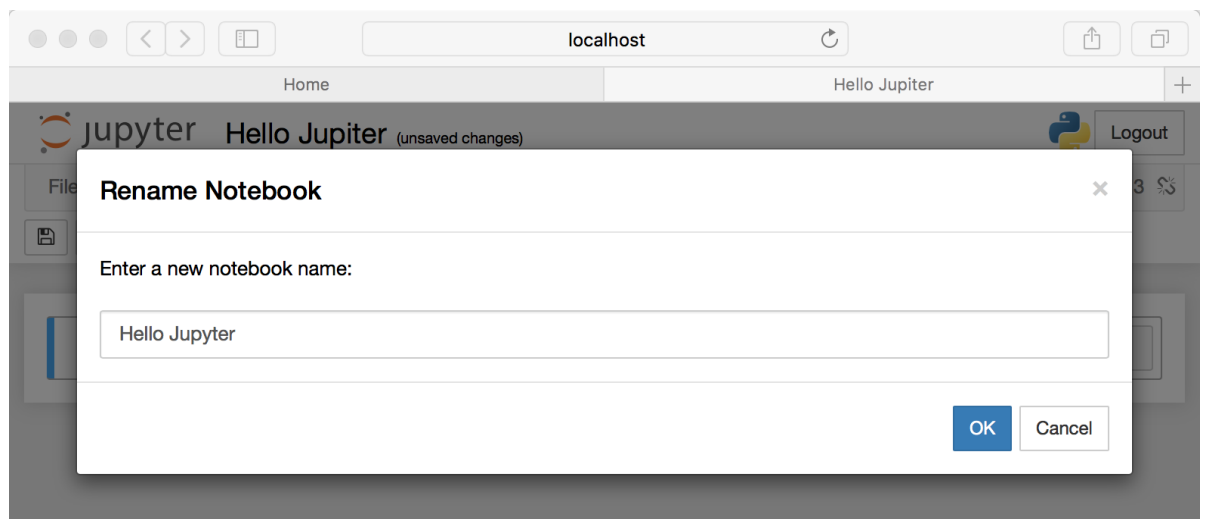 localhost
Home Hello Jupiter +
jupyter Hello Jupiter (unsaved changes) Logout
File 3
Rename Notebook ×
Enter a new notebook name:
Hello Jupyter
OK Cancel